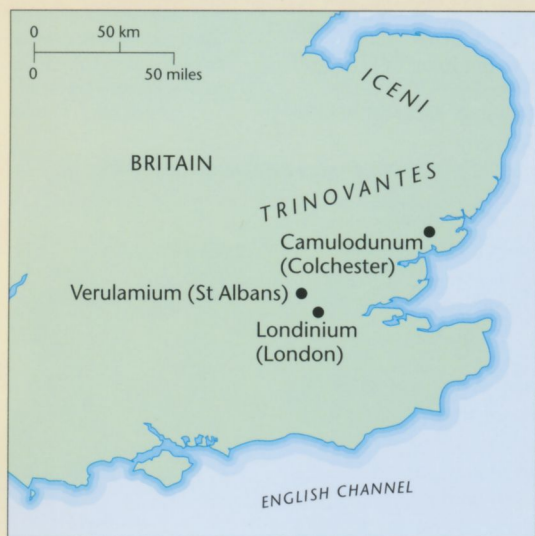 0 50 km
0 50 miles
ICENI
BRITAIN
TRINOVANTES
Camulodunum
(Colchester)
Verulamium (St Albans)
Londinium
(London)
ENGLISH CHANNEL